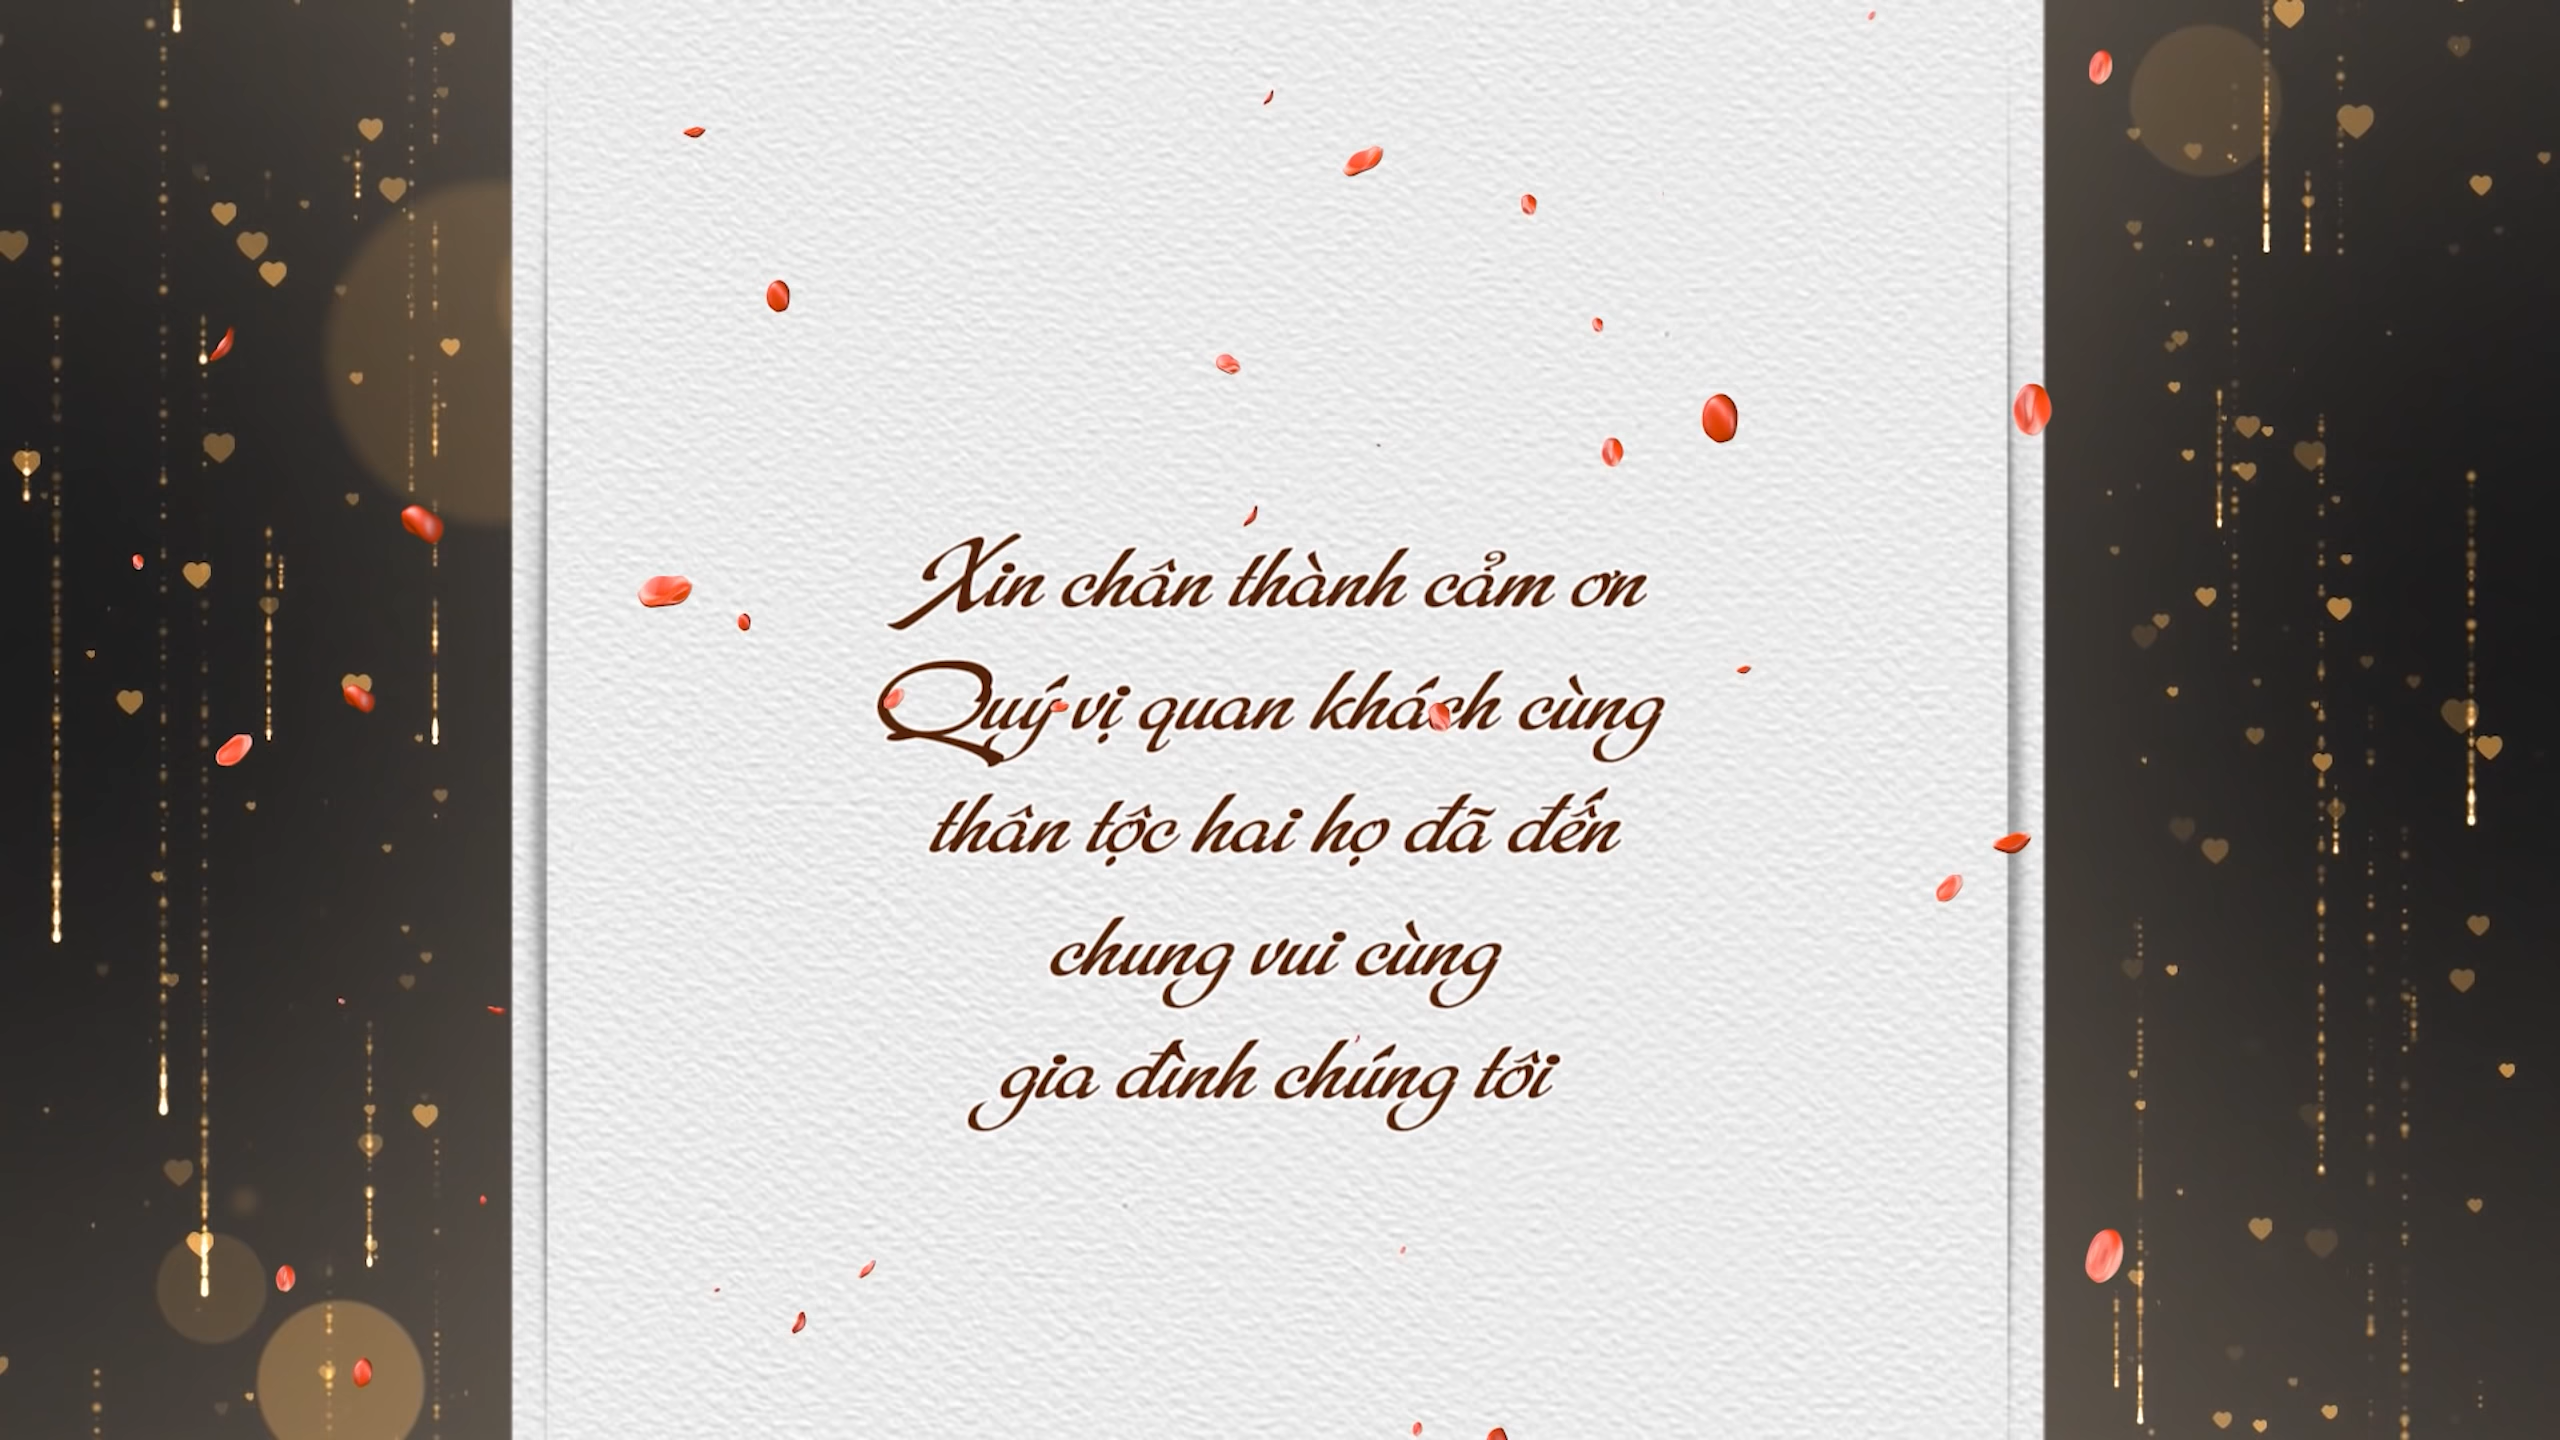 Xin chân thành cảm ơn
Quý vị quan khách cùng
thân tộc hai họ đã đến
chung vui cùng
gia đình chúng tôi